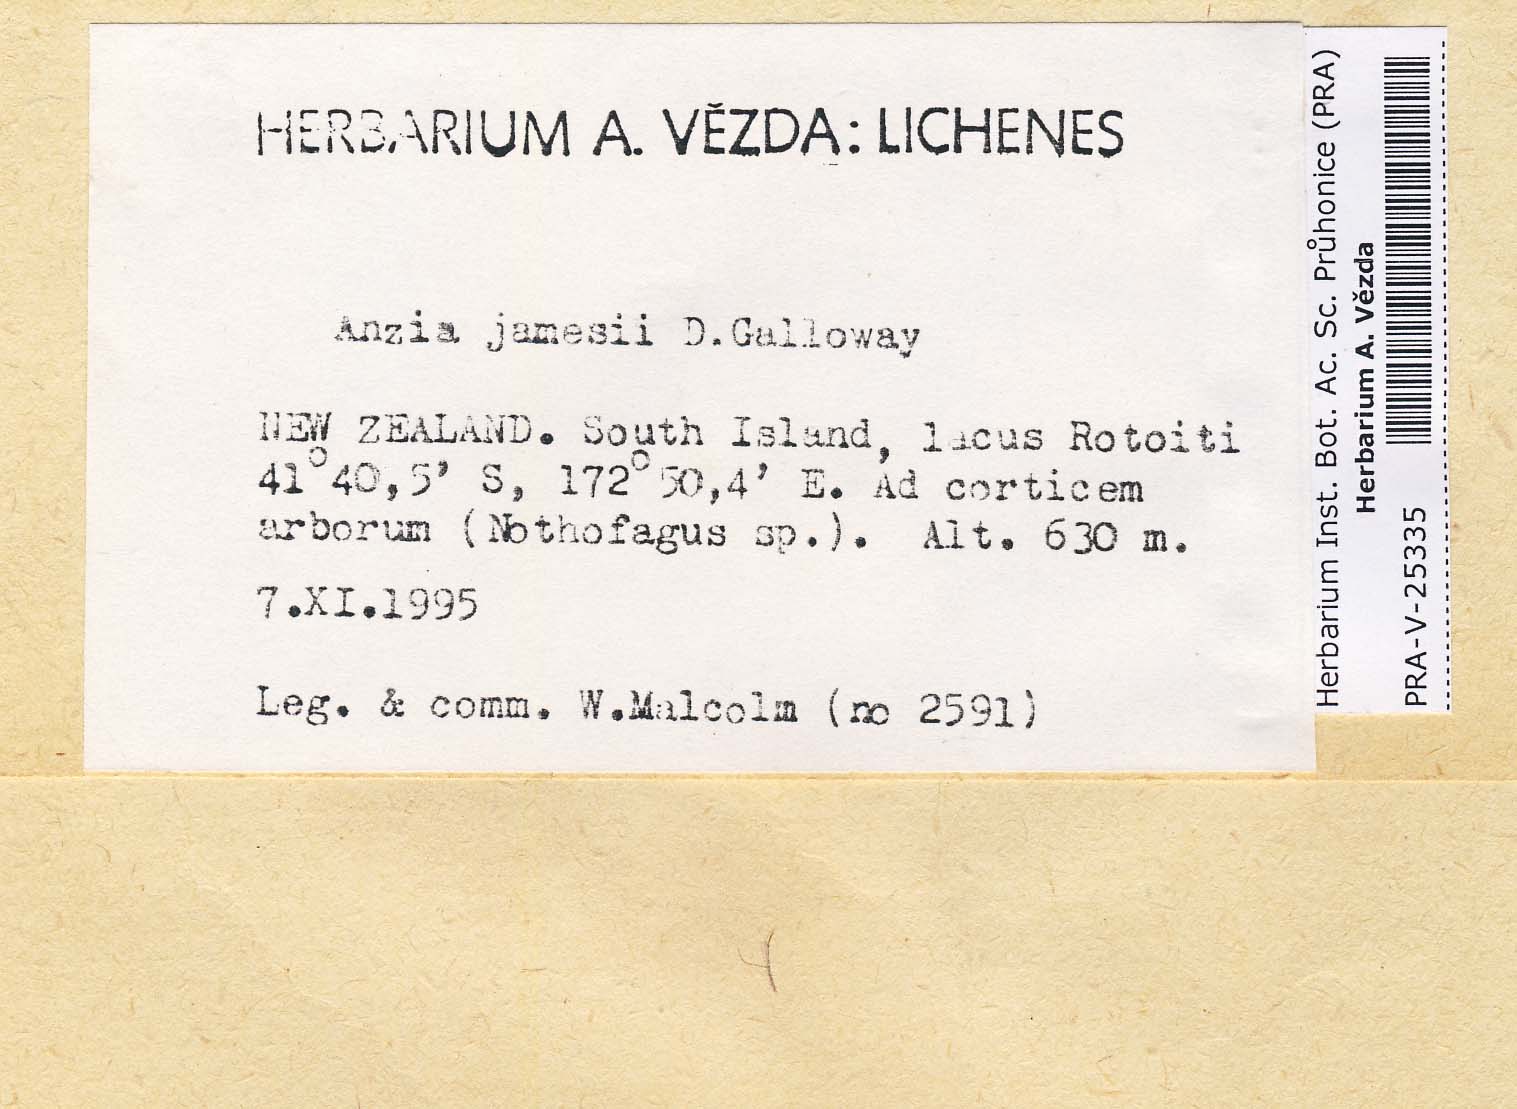 HERBARIUM A. VĚZDA: LICHENES
Anzia jamesii D.Galloway
NEW ZEALAND. South Island, lacus Rotoiti
41°40,5' S, 172°50,4' E. Ad corticem
arborum (Nothofagus sp.). Alt. 630 m.
7.XI.1995
Leg. & comm. W.Malcolm (no 2591)
Herbarium Inst. Bot. Ac. Sc. Průhonice (PRA)
Herbarium A. Vězda
PRA-V-25335
4